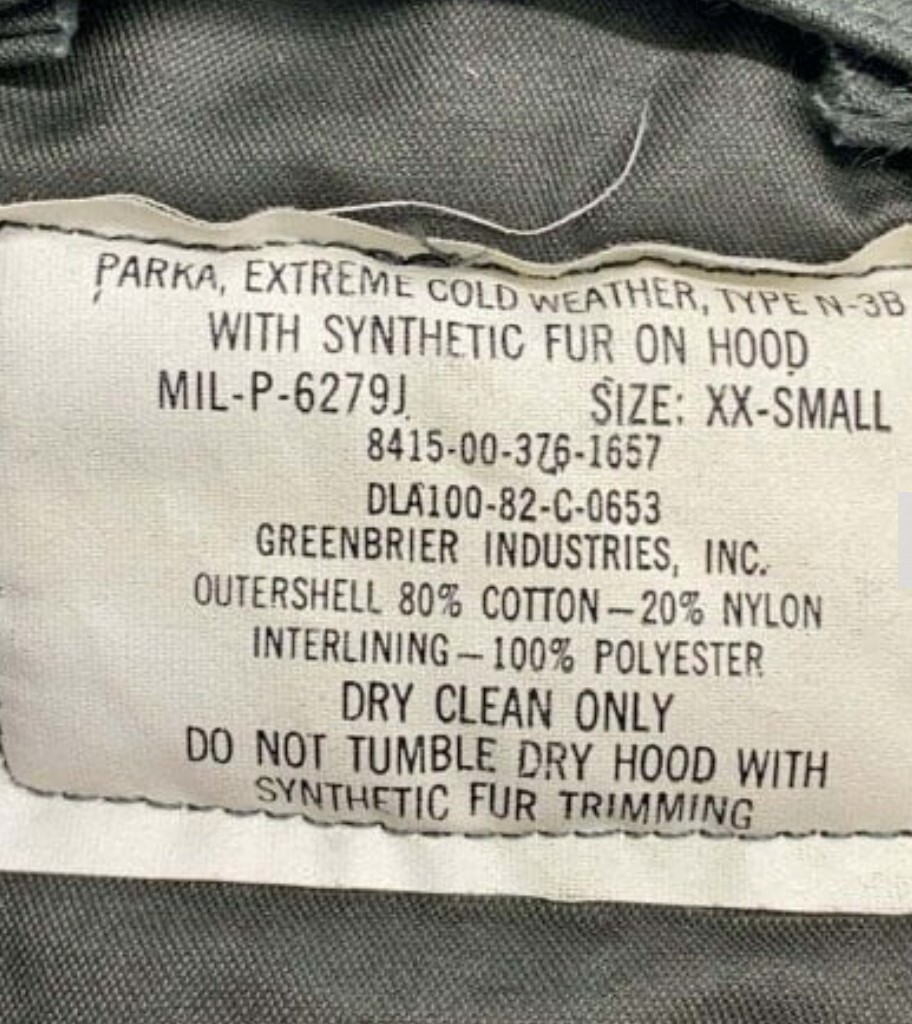 PARKA, EXTREME COLD WEATHER, TYPE N-3B
WITH SYNTHETIC FUR ON HOOD
MIL-P-6279J SIZE: XX-SMALL
8415-00-376-1657
DLA100-82-C-0653
GREENBRIER INDUSTRIES, INC.
OUTERSHELL 80% COTTON—20% NYLON
INTERLINING—100% POLYESTER
DRY CLEAN ONLY
DO NOT TUMBLE DRY HOOD WITH
SYNTHETIC FUR TRIMMING